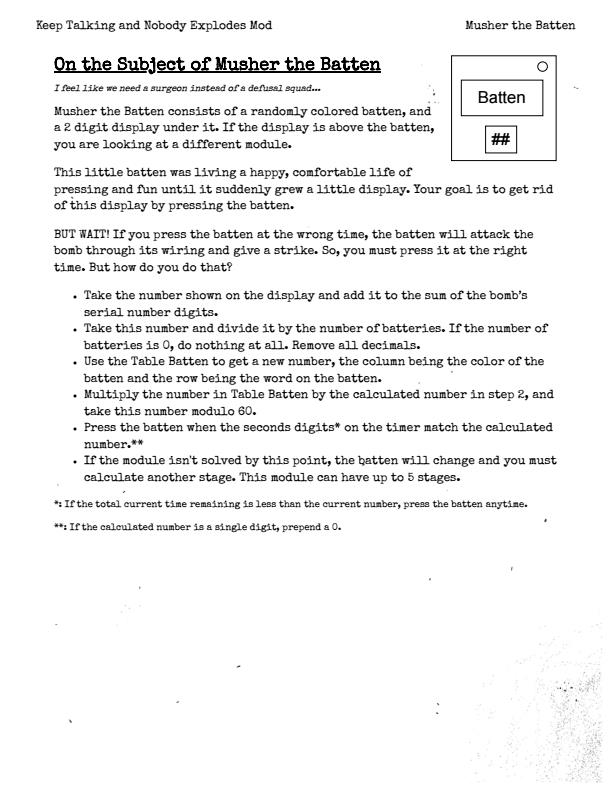 Keep Talking and Nobody Explodes Mod
Musher the Batten
On the Subject of Musher the Batten
I feel like we need a surgeon instead of a defusal squad...
Musher the Batten consists of a randomly colored batten, and
a 2 digit display under it. If the display is above the batten,
you are looking at a different module.
Batten
##
This little batten was living a happy, comfortable life of
pressing and fun until it suddenly grew a little display. Your goal is to get rid
of this display by pressing the batten.
BUT WAIT! If you press the batten at the wrong time, the batten will attack the
bomb through its wiring and give a strike. So, you must press it at the right
time. But how do you do that?
• Take the number shown on the display and add it to the sum of the bomb's
serial number digits.
• Take this number and divide it by the number of batteries. If the number of
batteries is 0, do nothing at all. Remove all decimals.
• Use the Table Batten to get a new number, the column being the color of the
batten and the row being the word on the batten.
• Multiply the number in Table Batten by the calculated number in step 2, and
take this number modulo 60.
• Press the batten when the seconds digits* on the timer match the calculated
number.**
• If the module isn't solved by this point, the batten will change and you must
calculate another stage. This module can have up to 5 stages.
*: If the total current time remaining is less than the current number, press the batten anytime.
**: If the calculated number is a single digit, prepend a 0.